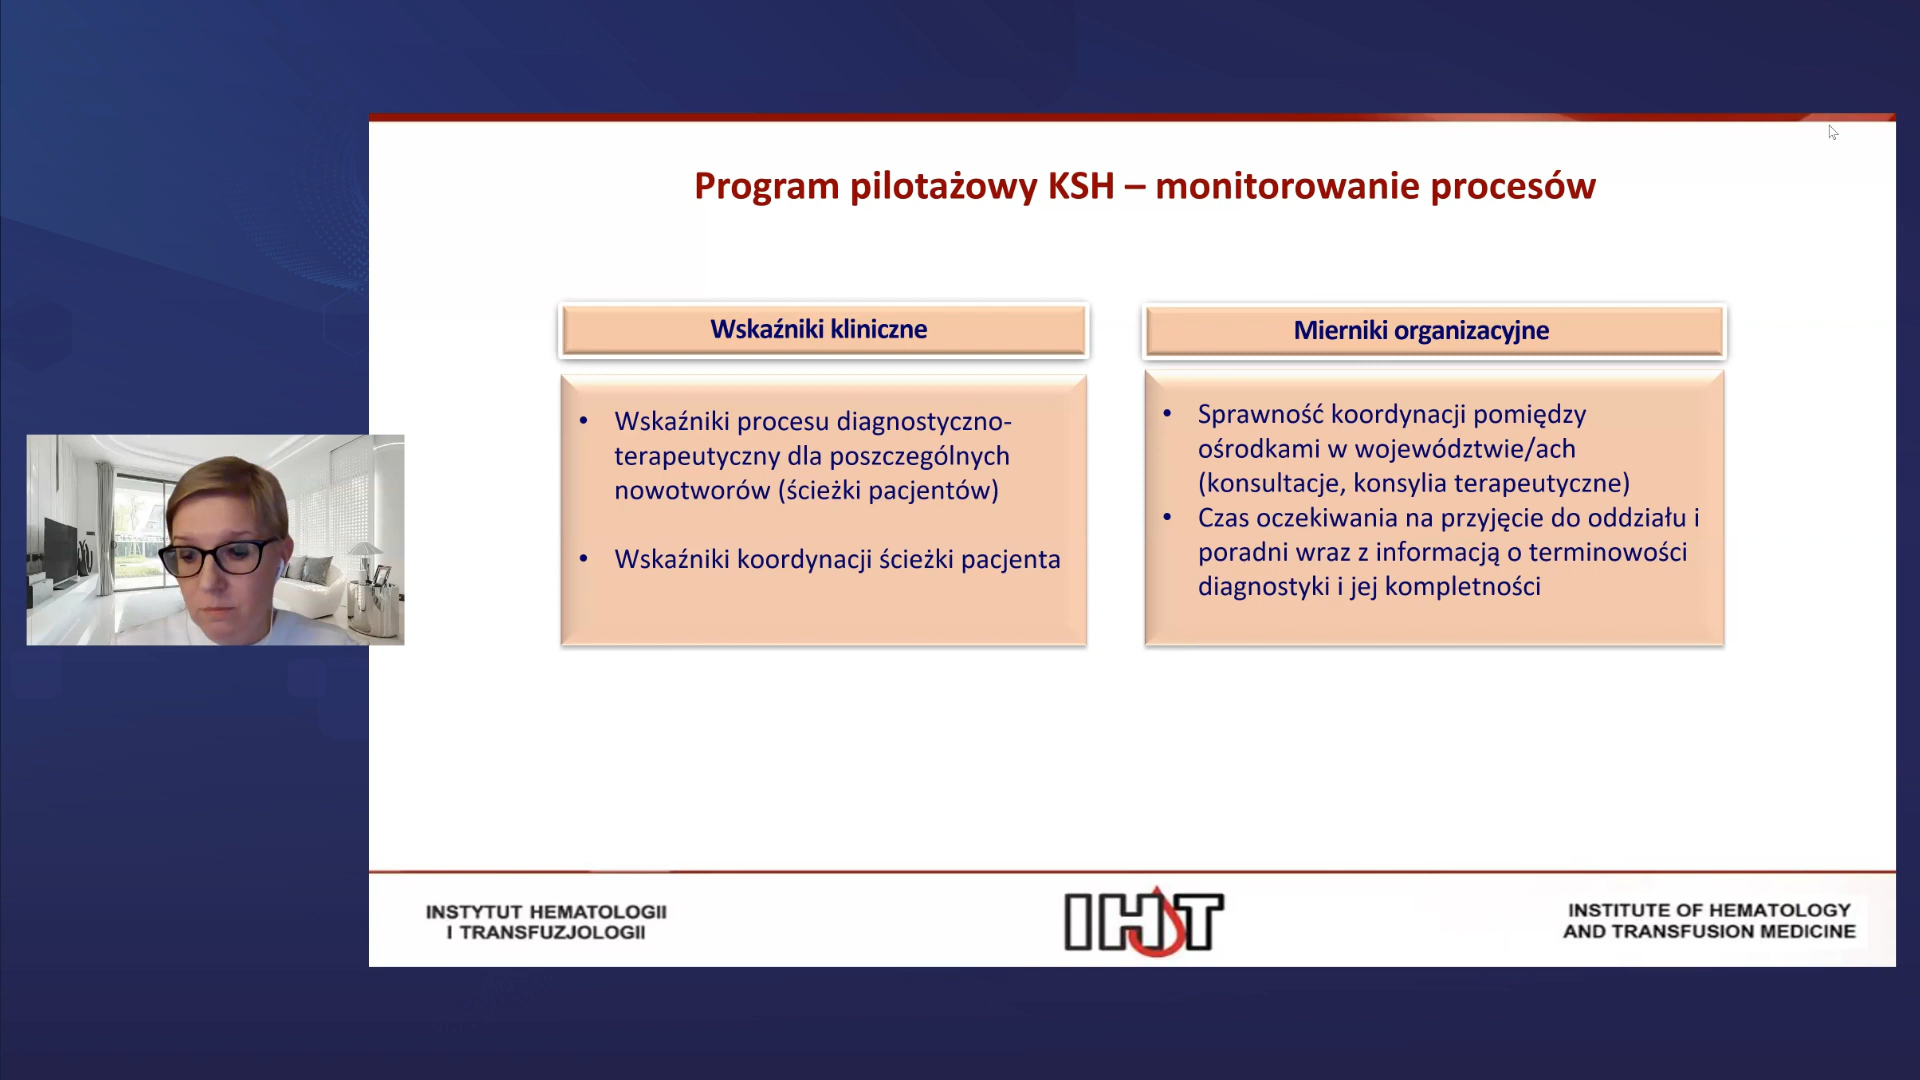 Program pilotażowy KSH – monitorowanie procesów
Wskaźniki kliniczne
• Wskaźniki procesu diagnostyczno-
terapeutyczny dla poszczególnych
nowotworów (ścieżki pacjentów)
• Wskaźniki koordynacji ścieżki pacjenta
Mierniki organizacyjne
• Sprawność koordynacji pomiędzy
ośrodkami w województwie/ach
(konsultacje, konsylia terapeutyczne)
• Czas oczekiwania na przyjęcie do oddziału i
poradni wraz z informacją o terminowości
diagnostyki i jej kompletności
INSTYTUT HEMATOLOGII
I TRANSFUZJOLOGII
IHIT
INSTITUTE OF HEMATOLOGY
AND TRANSFUSION MEDICINE